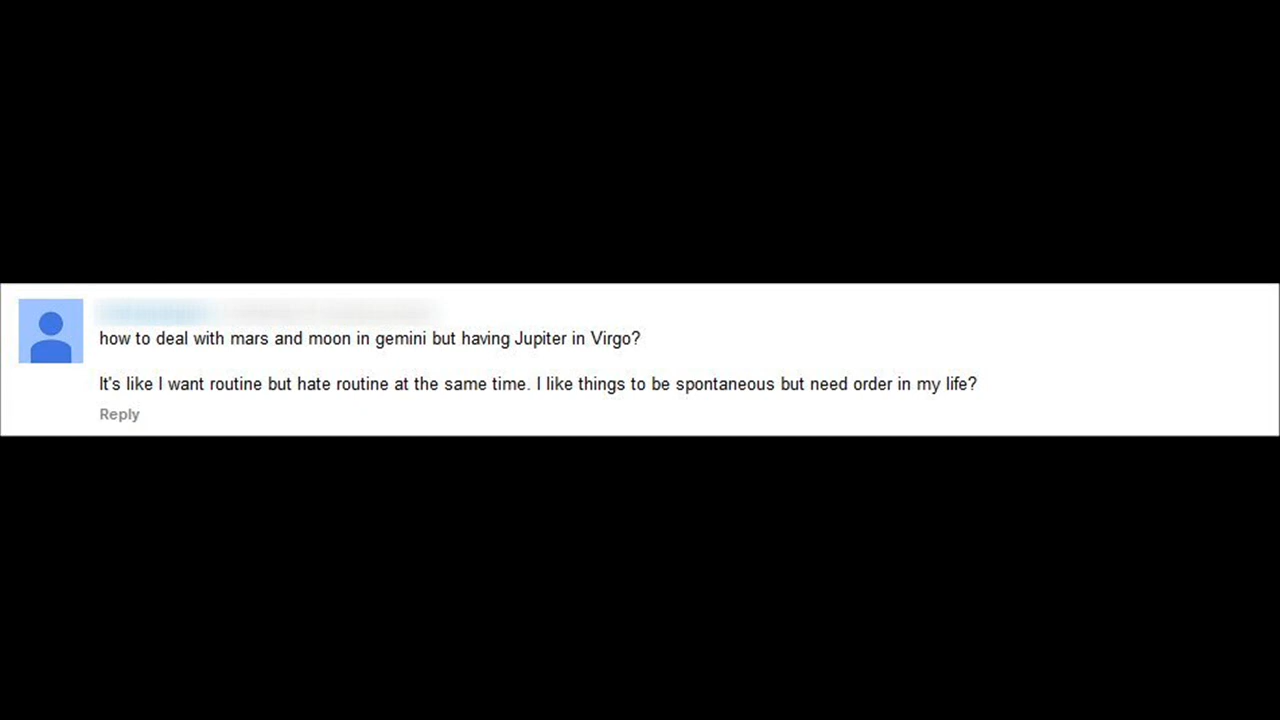 how to deal with mars and moon in gemini but having Jupiter in Virgo?
It's like I want routine but hate routine at the same time. I like things to be spontaneous but need order in my life?
Reply